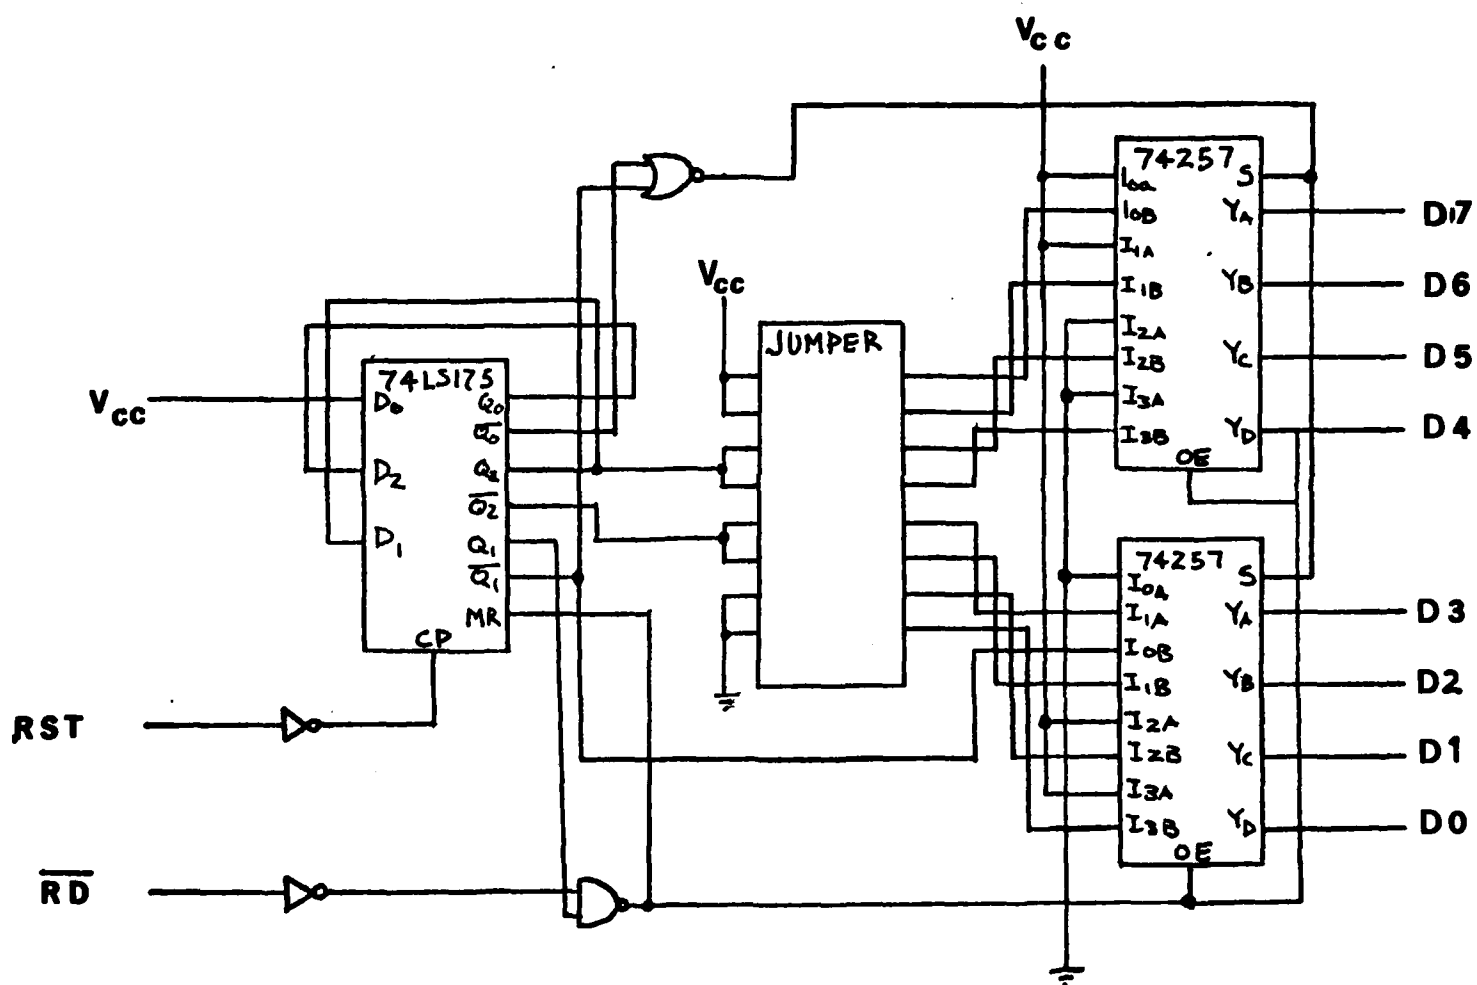 Vcc
74257
I0a
I0B
I1A
I1B
I2A
I2B
I3A
I3B
S
YA
YB
YC
YD
OE
D7
D6
D5
D4
Vcc
JUMPER
74LS175
Vcc
D0
D2
D1
Q0
Q̅0
Q̅2
Q1
Q̅1
MR
CP
74257
I0A
I1A
I0B
I1B
I2A
I2B
I3A
I3B
S
YA
YB
YC
YD
OE
D3
D2
D1
D0
RST
R̅D̅